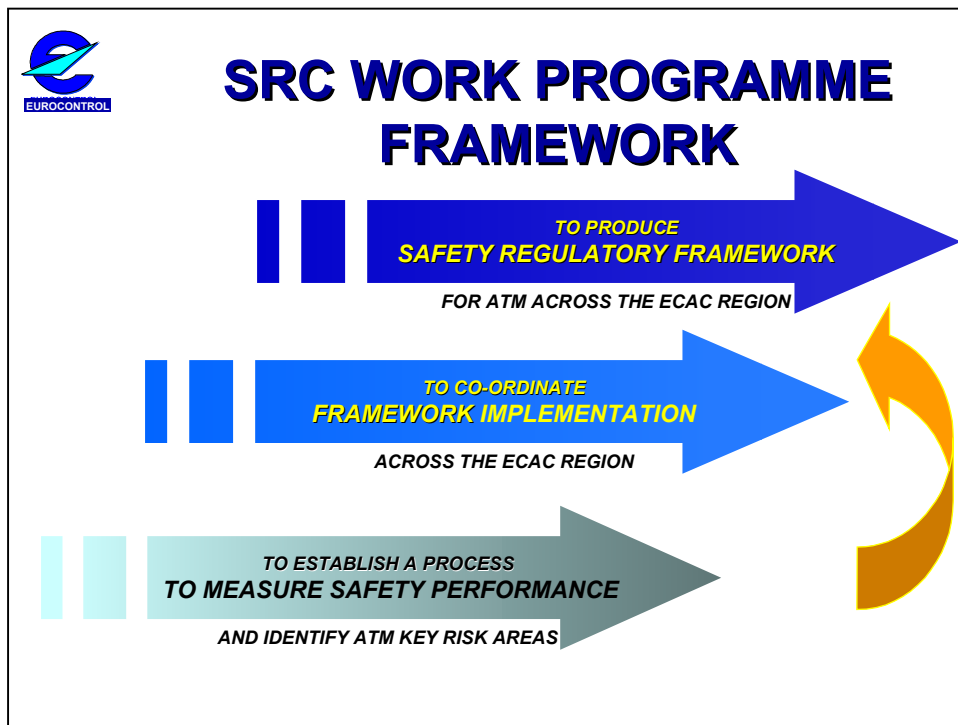 EUROCONTROL
SRC WORK PROGRAMME
FRAMEWORK
TO PRODUCE
SAFETY REGULATORY FRAMEWORK
FOR ATM ACROSS THE ECAC REGION
TO CO-ORDINATE
FRAMEWORK IMPLEMENTATION
ACROSS THE ECAC REGION
TO ESTABLISH A PROCESS
TO MEASURE SAFETY PERFORMANCE
AND IDENTIFY ATM KEY RISK AREAS